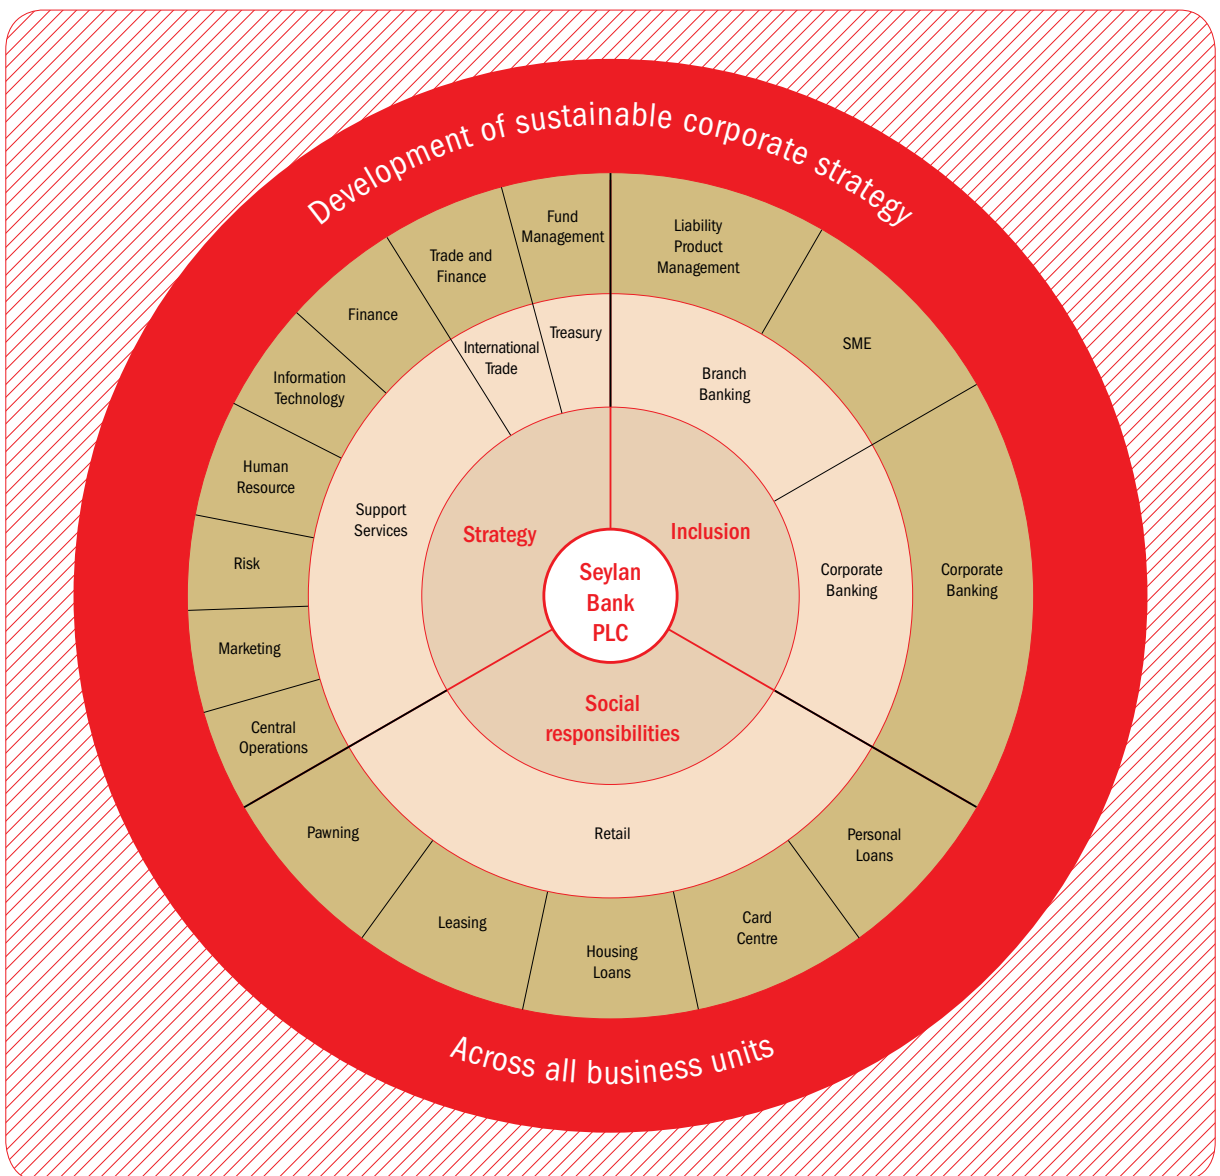 Development of sustainable corporate strategy
Fund
Management
Liability
Product
Management
Trade and
Finance
Finance
SME
Information
Technology
Human
Resource
Risk
Marketing
Central
Operations
Corporate
Banking
Treasury
International
Trade
Branch
Banking
Support
Services
Corporate
Banking
Strategy
Inclusion
Seylan
Bank
PLC
Social
responsibilities
Retail
Pawning
Leasing
Housing
Loans
Card
Centre
Personal
Loans
Across all business units